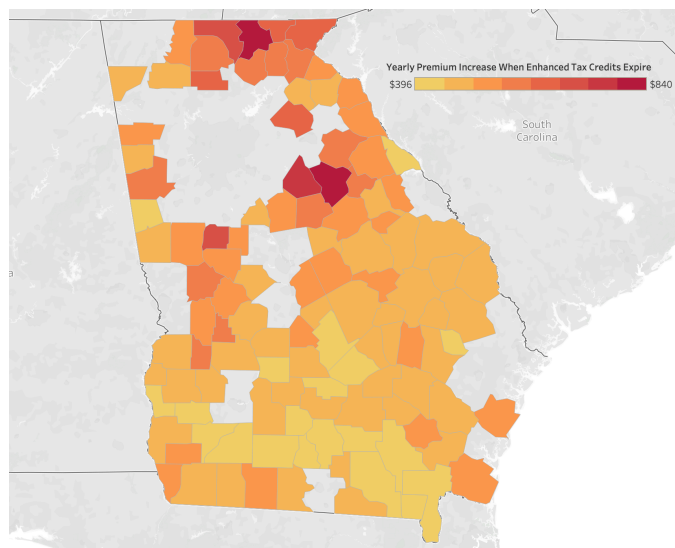 Yearly Premium Increase When Enhanced Tax Credits Expire
$396 $840
South
Carolina
a